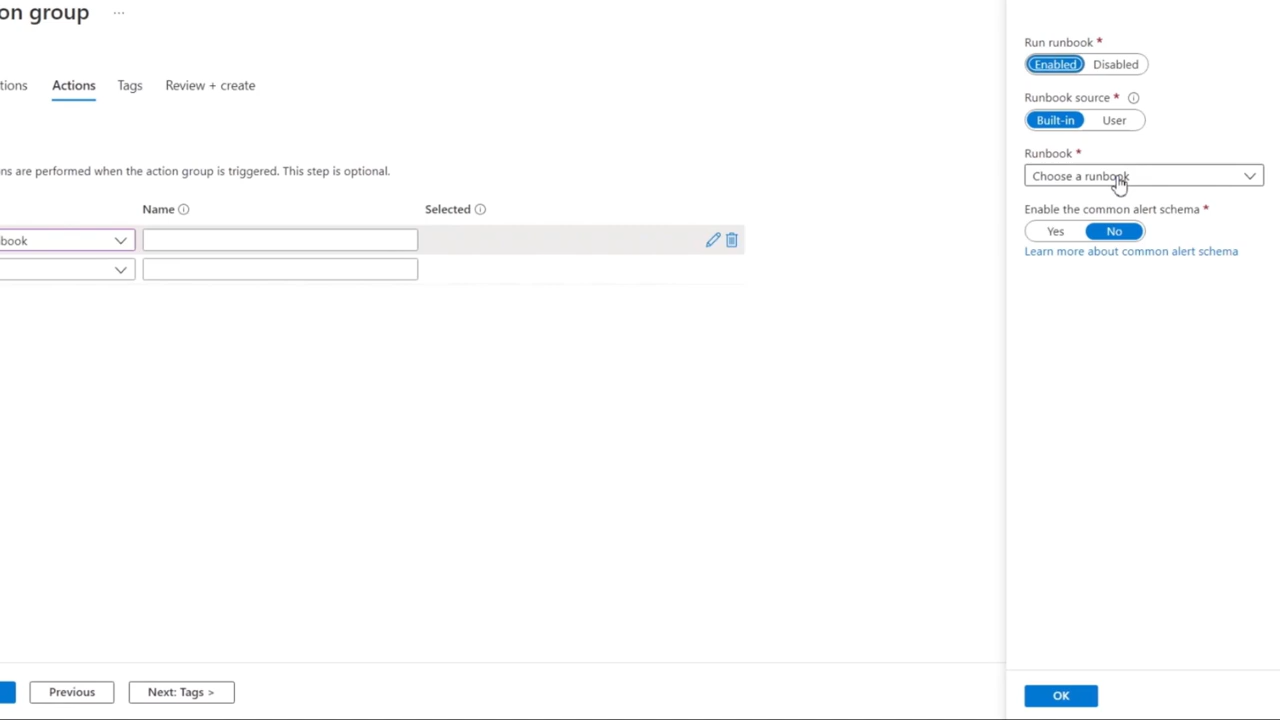 on group
...
tions Actions Tags Review + create
ns are performed when the action group is triggered. This step is optional.
Name Selected
book
Previous Next: Tags >
Run runbook *
Enabled Disabled
Runbook source *
Built-in User
Runbook *
Choose a runbook
Enable the common alert schema *
Yes No
Learn more about common alert schema
OK